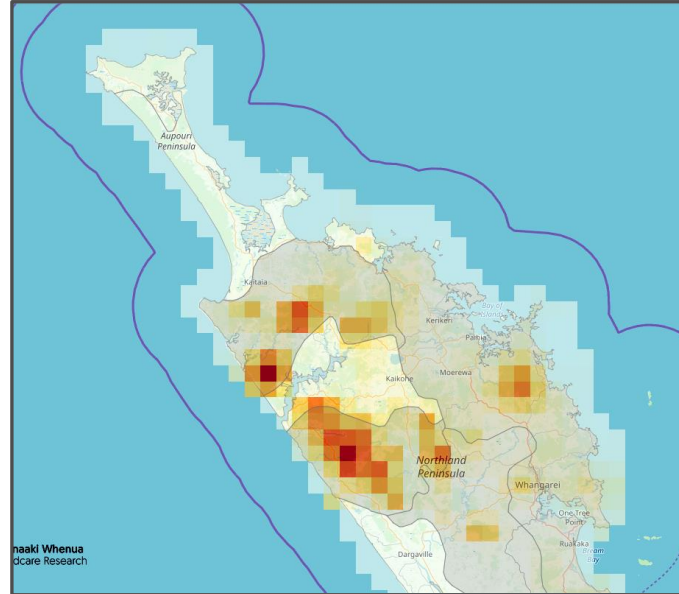 Aupouri
Peninsula
Kaitaia
Bay of
Island
Kerikeri
Paihia
Moerewa
Kaikohe
Northland
Peninsula
Whangarei
One Tree
Point
Ruakaka
Bream
Bay
Dargaville
naaki Whenua
dcare Research